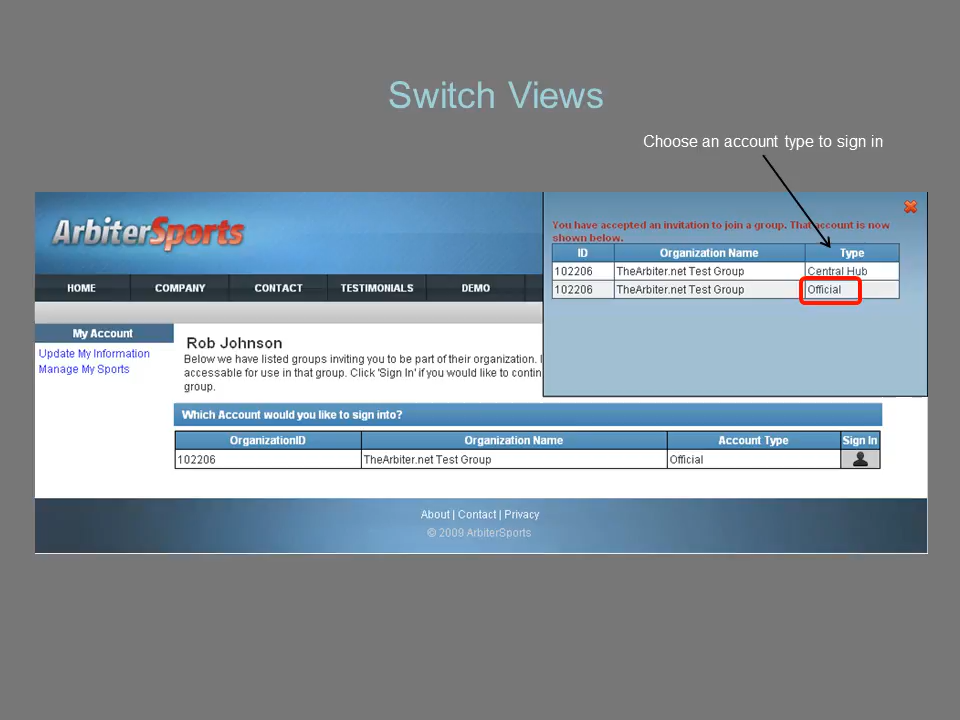 Switch Views
Choose an account type to sign in
ArbiterSports
You have accepted an invitation to join a group. That account is now
shown below.
ID Organization Name Type
102206 TheArbiter.net Test Group Central Hub
102206 TheArbiter.net Test Group Official
HOME COMPANY CONTACT TESTIMONIALS DEMO
My Account
Update My Information
Manage My Sports
Rob Johnson
Below we have listed groups inviting you to be part of their organization.
accessable for use in that group. Click 'Sign In' if you would like to contin
group.
Which Account would you like to sign into?
OrganizationID Organization Name Account Type Sign In
102206 TheArbiter.net Test Group Official
About | Contact | Privacy
© 2009 ArbiterSports